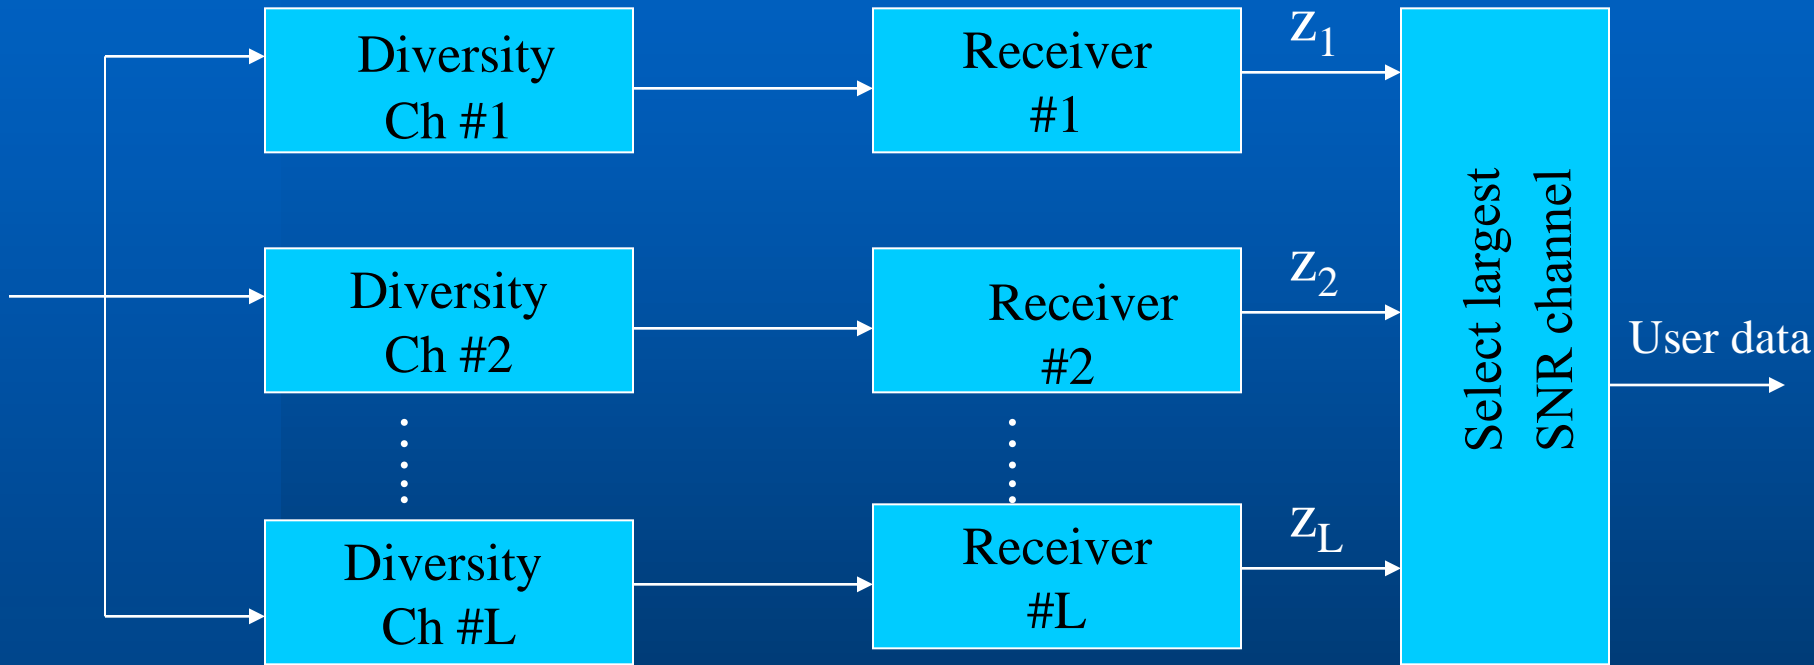 Diversity
Ch #1
Receiver
#1
z1
Diversity
Ch #2
Receiver
#2
z2
Diversity
Ch #L
Receiver
#L
zL
Select largest
SNR channel
User data